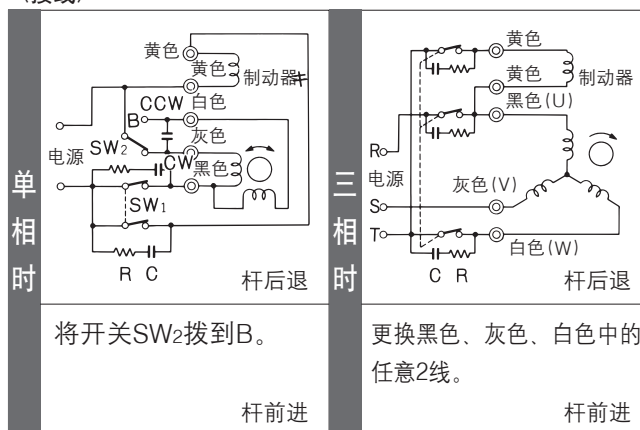 单相时
黄色
黄色
制动器
CCW
白色
B
灰色
电源
SW2
CW
黑色
SW1
R C
杆后退
将开关SW2拨到B。
杆前进
三相时
黄色
黄色
制动器
黑色(U)
R
电源
灰色(V)
S
T
白色(W)
C R
杆后退
更换黑色、灰色、白色中的
任意2线。
杆前进